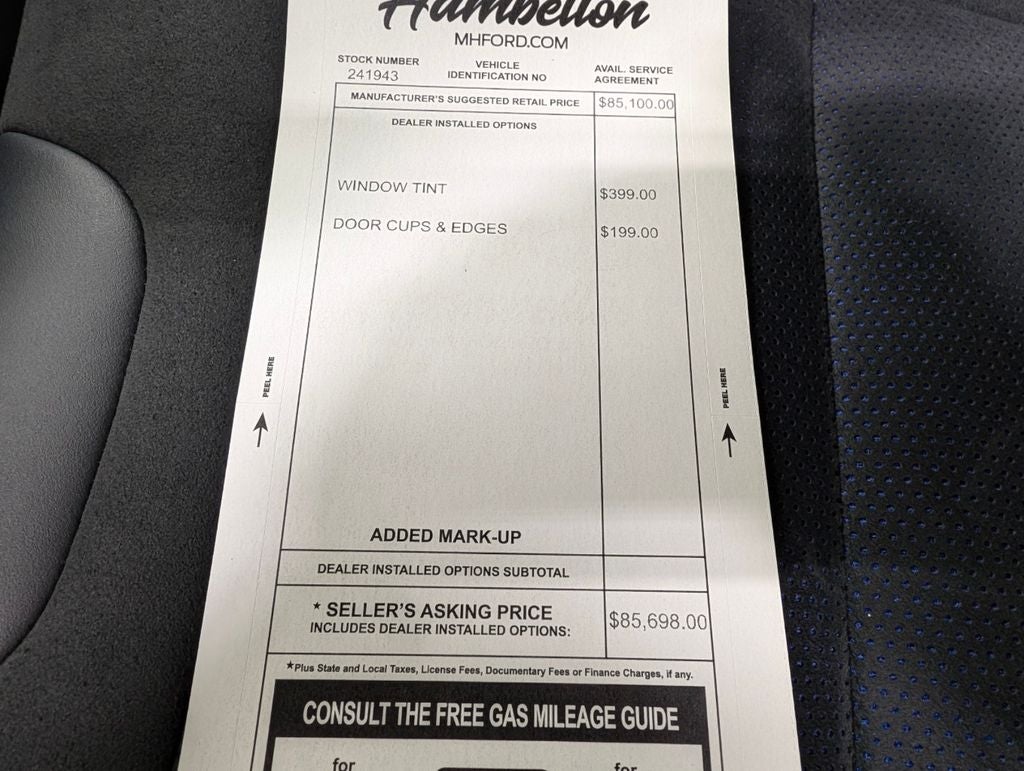 Hambelton
MHFORD.COM
STOCK NUMBER
241943
VEHICLE
IDENTIFICATION NO
AVAIL. SERVICE
AGREEMENT
MANUFACTURER'S SUGGESTED RETAIL PRICE $85,100.00
DEALER INSTALLED OPTIONS
WINDOW TINT $399.00
DOOR CUPS & EDGES $199.00
PEEL HERE
PEEL HERE
ADDED MARK-UP
DEALER INSTALLED OPTIONS SUBTOTAL
* SELLER'S ASKING PRICE
INCLUDES DEALER INSTALLED OPTIONS: $85,698.00
*Plus State and Local Taxes, License Fees, Documentary Fees or Finance Charges, if any.
CONSULT THE FREE GAS MILEAGE GUIDE
for for